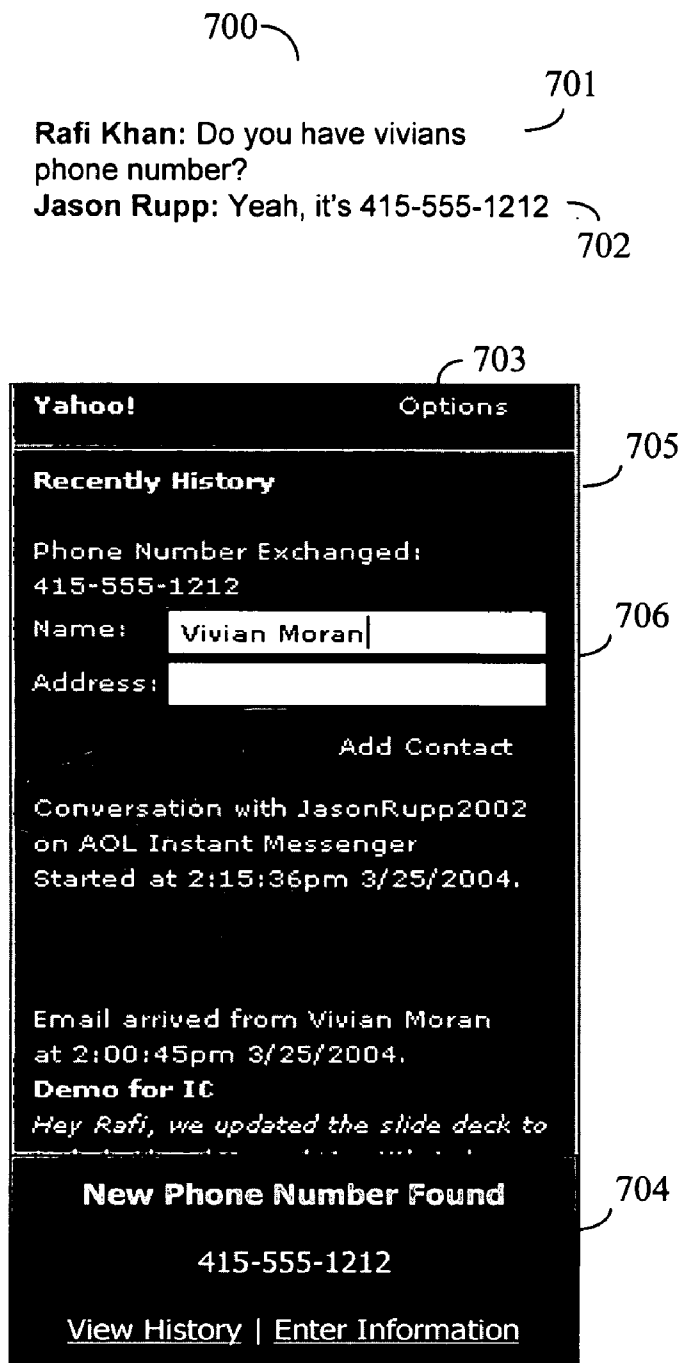 700
701
Rafi Khan: Do you have vivians
phone number?
Jason Rupp: Yeah, it's 415-555-1212
702
703
Yahoo! Options
705
Recently History
Phone Number Exchanged:
415-555-1212
706
Name: Vivian Moran
Address:
Add Contact
Conversation with JasonRupp2002
on AOL Instant Messenger
Started at 2:15:36pm 3/25/2004.
Email arrived from Vivian Moran
at 2:00:45pm 3/25/2004.
Demo for IC
Hey Rafi, we updated the slide deck to
New Phone Number Found
704
415-555-1212
View History | Enter Information